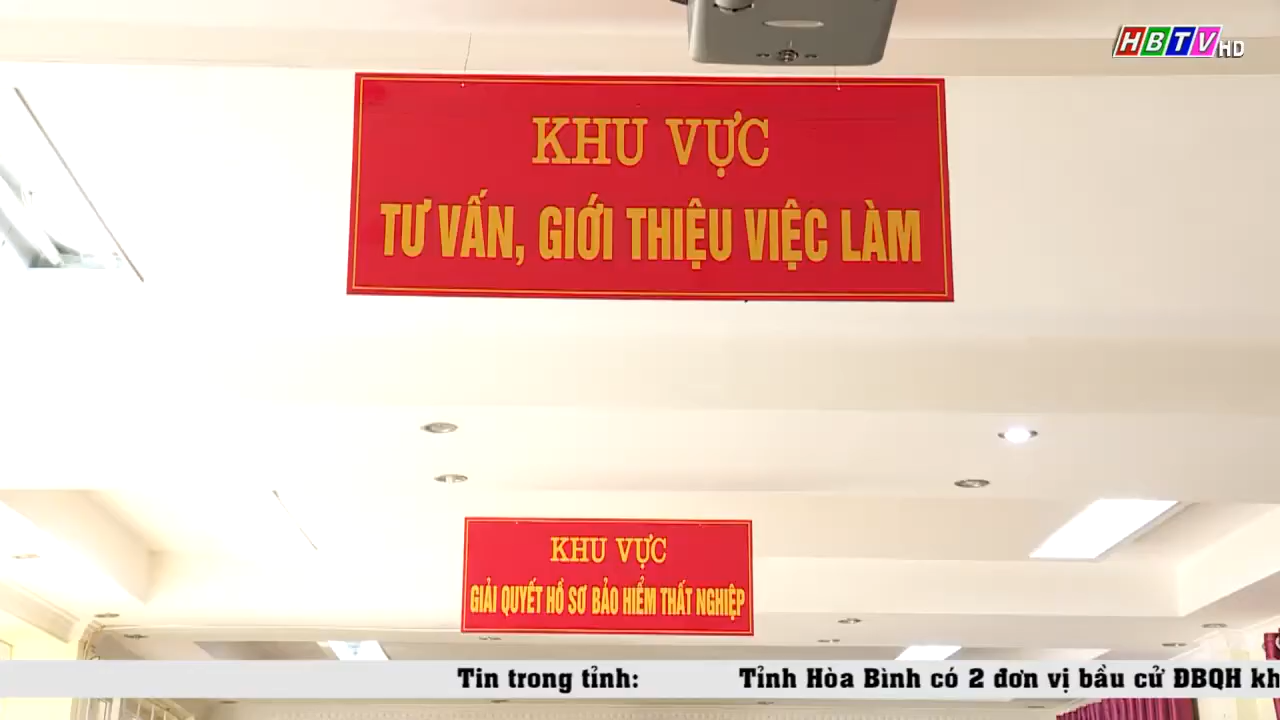 HBTV HD
KHU VỰC
TƯ VẤN, GIỚI THIỆU VIỆC LÀM
KHU VỰC
GIẢI QUYẾT HỒ SƠ BẢO HIỂM THẤT NGHIỆP
Tin trong tỉnh: Tỉnh Hòa Bình có 2 đơn vị bầu cử ĐBQH kh